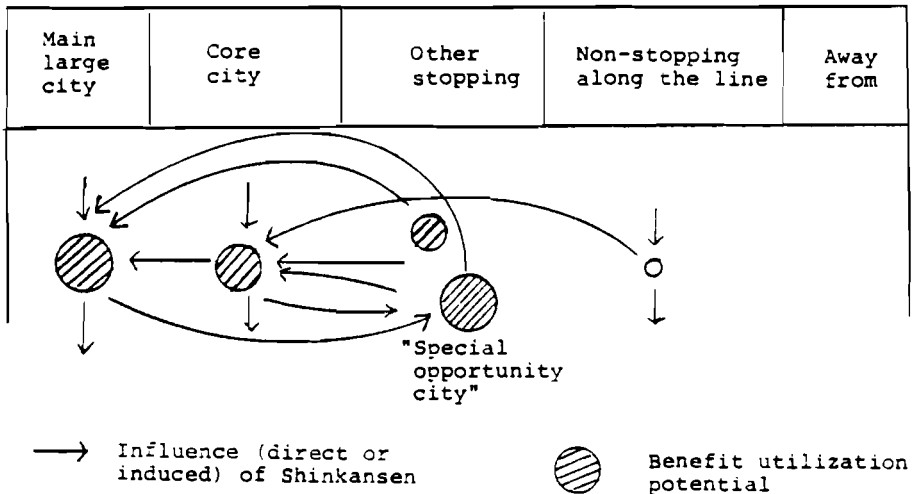 Main
large
city
Core
city
Other
stopping
Non-stopping
along the line
Away
from
"Special
opportunity
city"
Influence (direct or
induced) of Shinkansen
Benefit utilization
potential